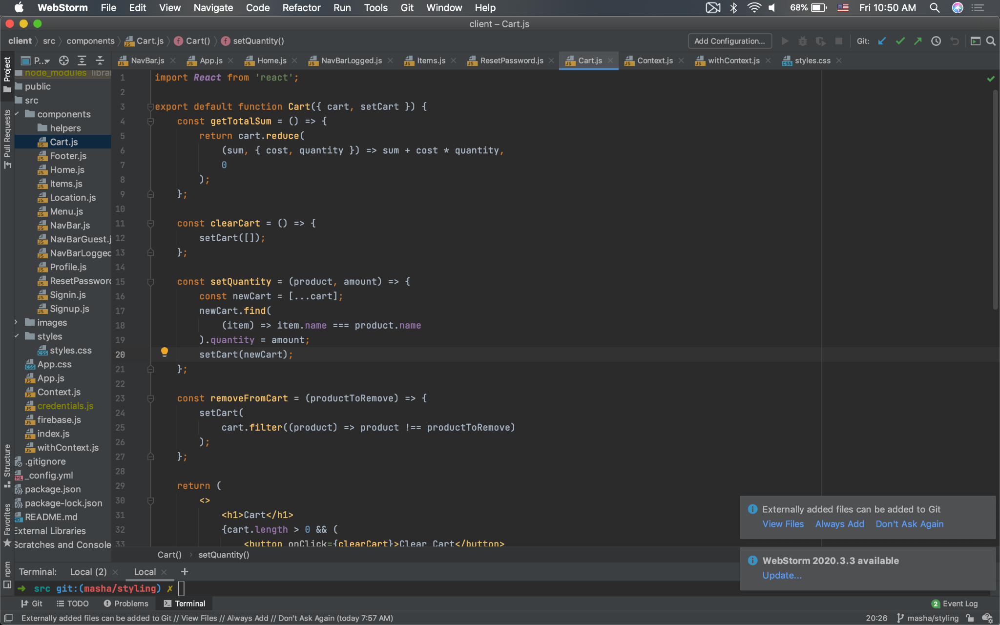 WebStorm File Edit View Navigate Code Refactor Run Tools Git Window Help 68% Fri 10:50 AM
client – Cart.js
client src components Cart.js Cart() setQuantity() Add Configuration... Git:
P... NavBar.js App.js Home.js NavBarLogged.js Items.js ResetPassword.js Cart.js Context.js withContext.js styles.css
Project
Pull Requests
Structure
Favorites
npm
node_modules librar
public
src
components
helpers
Cart.js
Footer.js
Home.js
Items.js
Location.js
Menu.js
NavBar.js
NavBarGuest.j
NavBarLogged
Profile.js
ResetPassword
Signin.js
Signup.js
images
styles
styles.css
App.css
App.js
Context.js
credentials.js
firebase.js
index.js
withContext.js
.gitignore
_config.yml
package.json
package-lock.json
README.md
External Libraries
Scratches and Console
1 import React from 'react';
2
3 export default function Cart({ cart, setCart }) {
4 const getTotalSum = () => {
5 return cart.reduce(
6 (sum, { cost, quantity }) => sum + cost * quantity,
7 0
8 );
9 };
10
11 const clearCart = () => {
12 setCart([]);
13 };
14
15 const setQuantity = (product, amount) => {
16 const newCart = [...cart];
17 newCart.find(
18 (item) => item.name === product.name
19 ).quantity = amount;
20 setCart(newCart);
21 };
22
23 const removeFromCart = (productToRemove) => {
24 setCart(
25 cart.filter((product) => product !== productToRemove)
26 );
27 };
28
29 return (
30 <>
31 <h1>Cart</h1>
32 {cart.length > 0 && (
33 <button onClick={clearCart}>Clear Cart</button>
Cart() setQuantity()
Externally added files can be added to Git
View Files Always Add Don't Ask Again
WebStorm 2020.3.3 available
Update...
Terminal: Local (2) Local +
➜ src git:(masha/styling) ✗
Git TODO Problems Terminal 2 Event Log
Externally added files can be added to Git // View Files // Always Add // Don't Ask Again (today 7:57 AM) 20:26 masha/styling